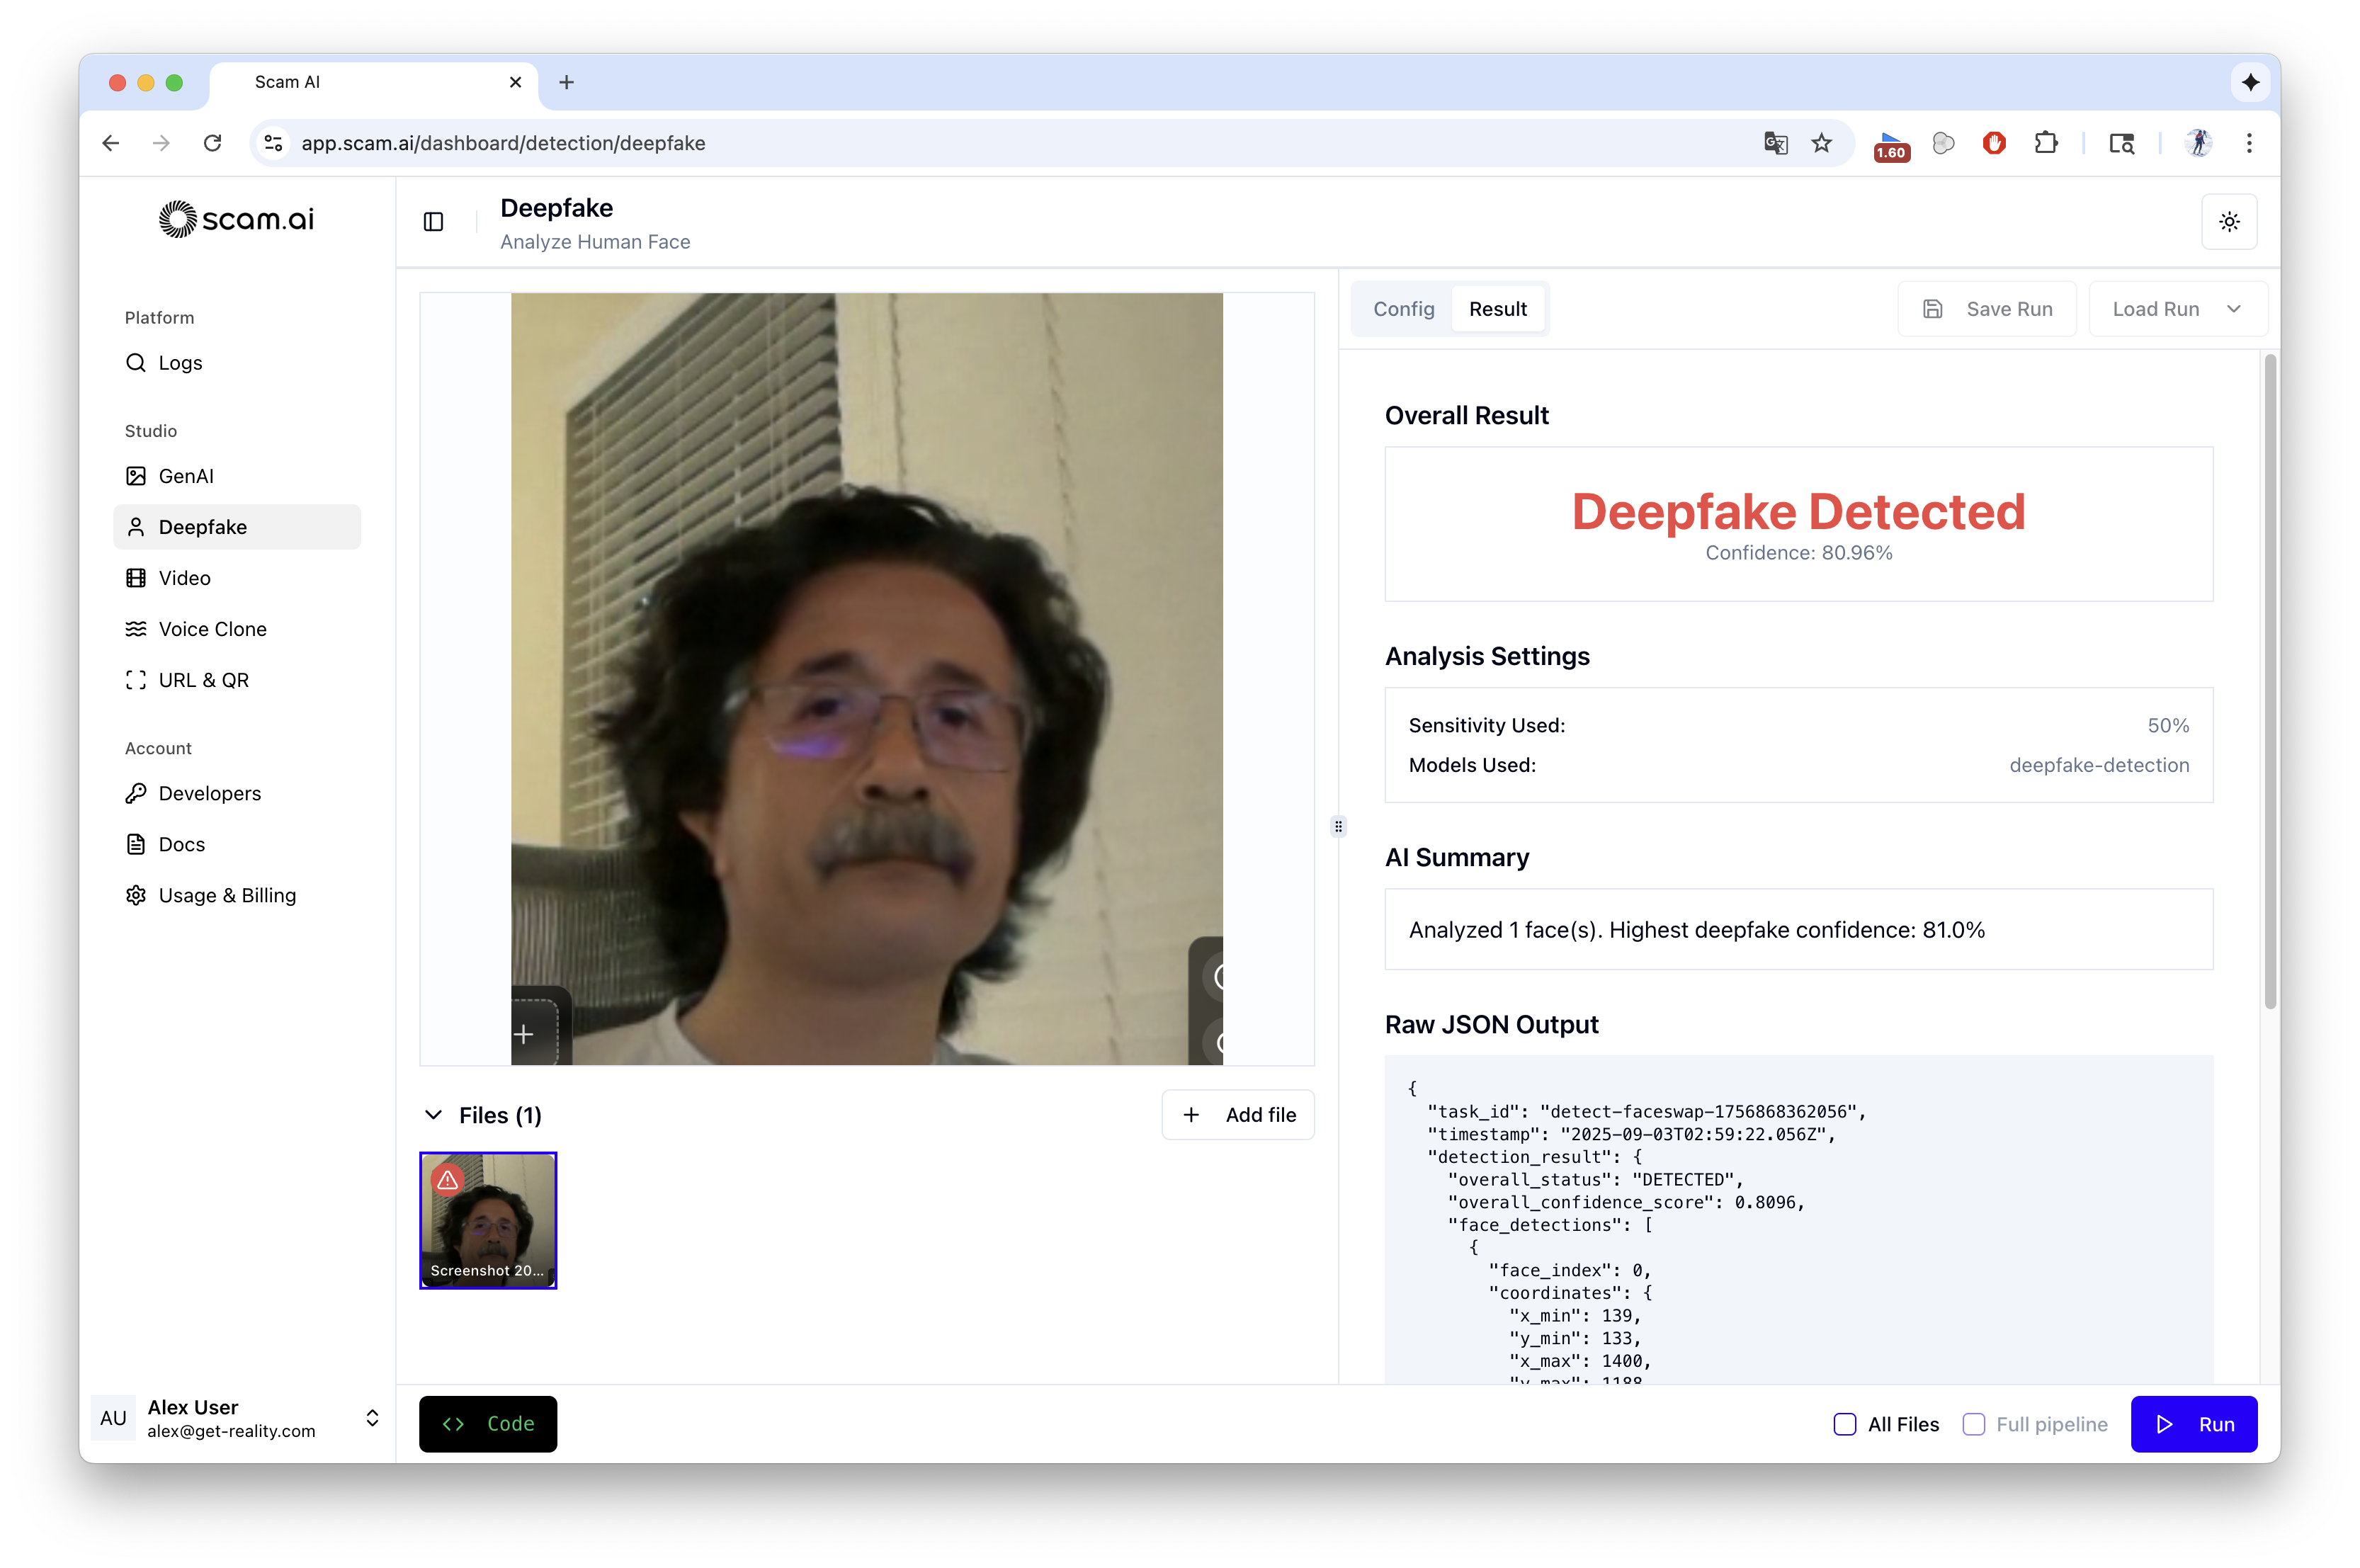 Scam AI
app.scam.ai/dashboard/detection/deepfake
1.60
scam.ai
Platform
Logs
Studio
GenAI
Deepfake
Video
Voice Clone
URL & QR
Account
Developers
Docs
Usage & Billing
AU
Alex User
alex@get-reality.com
Deepfake
Analyze Human Face
Files (1)
Add file
Screenshot 20...
Code
Config
Result
Save Run
Load Run
Overall Result
Deepfake Detected
Confidence: 80.96%
Analysis Settings
Sensitivity Used: 50%
Models Used: deepfake-detection
AI Summary
Analyzed 1 face(s). Highest deepfake confidence: 81.0%
Raw JSON Output
{
"task_id": "detect-faceswap-1756868362056",
"timestamp": "2025-09-03T02:59:22.056Z",
"detection_result": {
"overall_status": "DETECTED",
"overall_confidence_score": 0.8096,
"face_detections": [
{
"face_index": 0,
"coordinates": {
"x_min": 139,
"y_min": 133,
"x_max": 1400,
"y_max": 1188
All Files
Full pipeline
Run